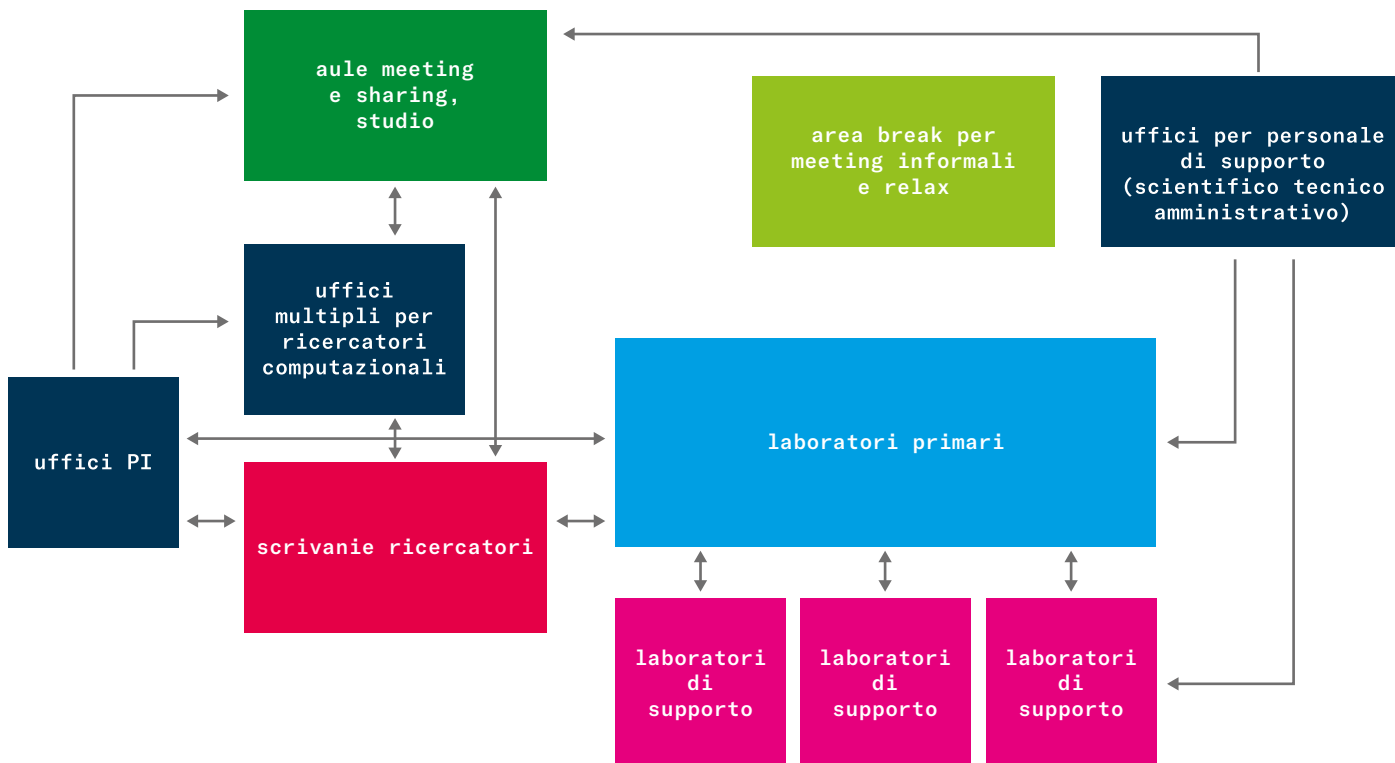 aule meeting
e sharing,
studio
area break per
meeting informali
e relax
uffici per personale
di supporto
(scientifico tecnico
amministrativo)
uffici
multipli per
ricercatori
computazionali
uffici PI
laboratori primari
scrivanie ricercatori
laboratori
di
supporto
laboratori
di
supporto
laboratori
di
supporto